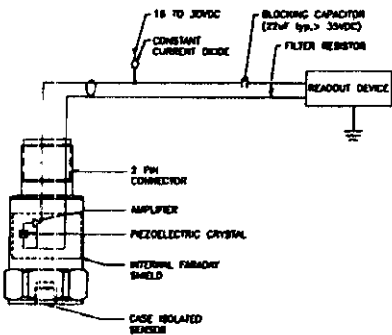 16 TO 30VDC
CONSTANT
CURRENT DIODE
BLOCKING CAPACITOR
(22uF typ.> 35VDC)
FILTER RESISTOR
READOUT DEVICE
2 PIN
CONNECTOR
AMPLIFIER
PIEZOELECTRIC CRYSTAL
INTERNAL FARADAY
SHIELD
CASE ISOLATED
SENSOR